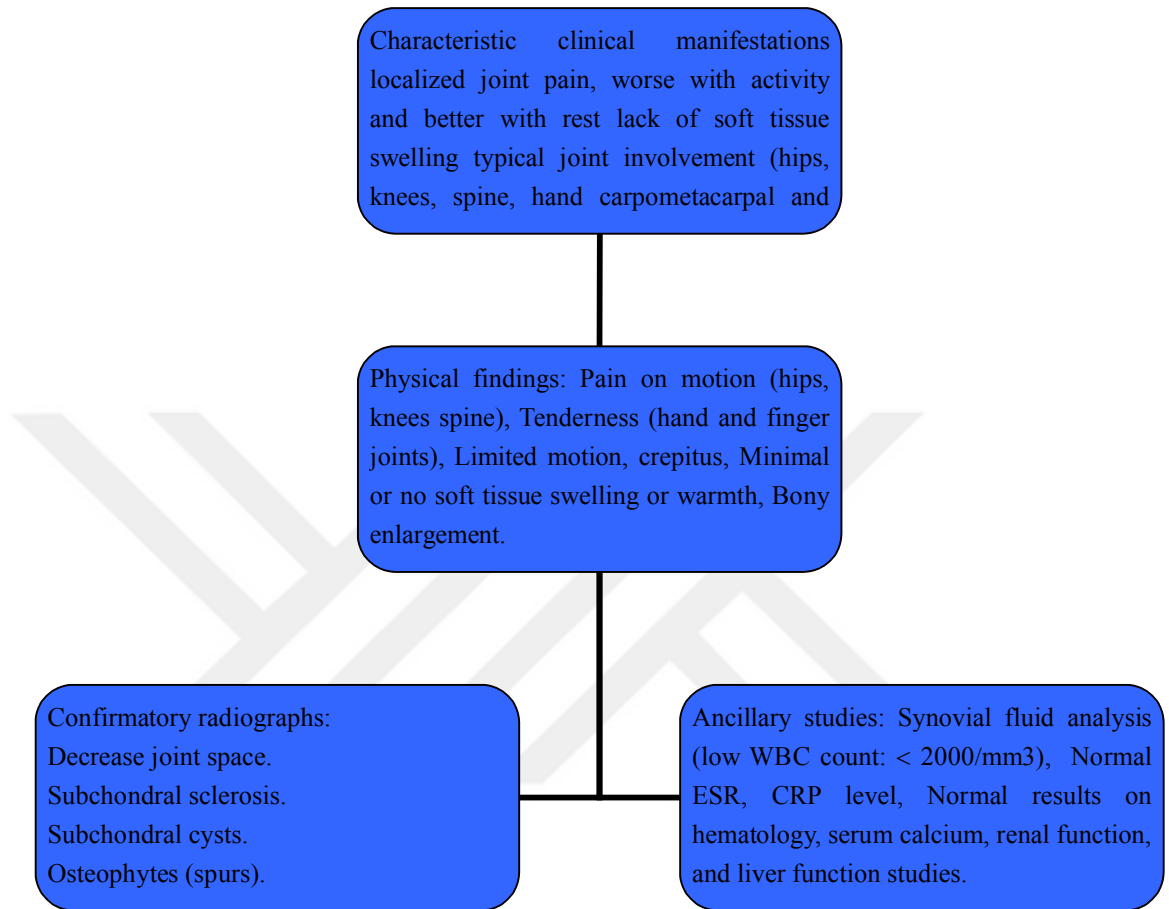 Characteristic clinical manifestations
localized joint pain, worse with activity
and better with rest lack of soft tissue
swelling typical joint involvement (hips,
knees, spine, hand carpometacarpal and
Physical findings: Pain on motion (hips,
knees spine), Tenderness (hand and finger
joints), Limited motion, crepitus, Minimal
or no soft tissue swelling or warmth, Bony
enlargement.
Confirmatory radiographs:
Decrease joint space.
Subchondral sclerosis.
Subchondral cysts.
Osteophytes (spurs).
Ancillary studies: Synovial fluid analysis
(low WBC count: < 2000/mm3), Normal
ESR, CRP level, Normal results on
hematology, serum calcium, renal function,
and liver function studies.